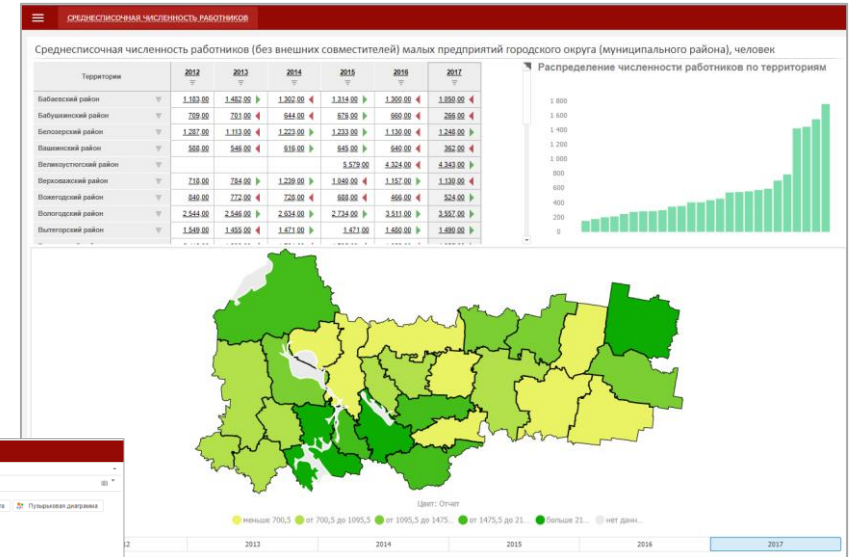 СРЕДНЕСПИСОЧНАЯ ЧИСЛЕННОСТЬ РАБОТНИКОВ
Среднесписочная численность работников (без внешних совместителей) малых предприятий городского округа (муниципального района), человек
Территории 2012 2013 2014 2015 2016 2017
Бабаевский район 1 183,00 1 482,00 1 302,00 1 314,00 1 300,00 1 050,00
Бабушкинский район 709,00 701,00 644,00 676,00 660,00 266,00
Белозерский район 1 287,00 1 113,00 1 223,00 1 233,00 1 130,00 1 248,00
Вашкинский район 588,00 546,00 616,00 645,00 640,00 362,00
Великоустюгский район 5 579,00 4 324,00 4 343,00
Верховажский район 718,00 784,00 1 239,00 1 040,00 1 157,00 1 130,00
Вожегодский район 840,00 772,00 728,00 688,00 466,00 524,00
Вологодский район 2 544,00 2 546,00 2 634,00 2 734,00 3 511,00 3 557,00
Вытегорский район 1 549,00 1 455,00 1 471,00 1 471,00 1 480,00 1 490,00
Распределение численности работников по территориям
1 800
1 600
1 400
1 200
1 000
800
600
400
200
0
Цвет: Отчет
меньше 700,5 от 700,5 до 1095,5 от 1095,5 до 1475... от 1475,5 до 21... больше 21... нет данн...
2013 2014 2015 2016 2017
Пузырьковая диаграмма